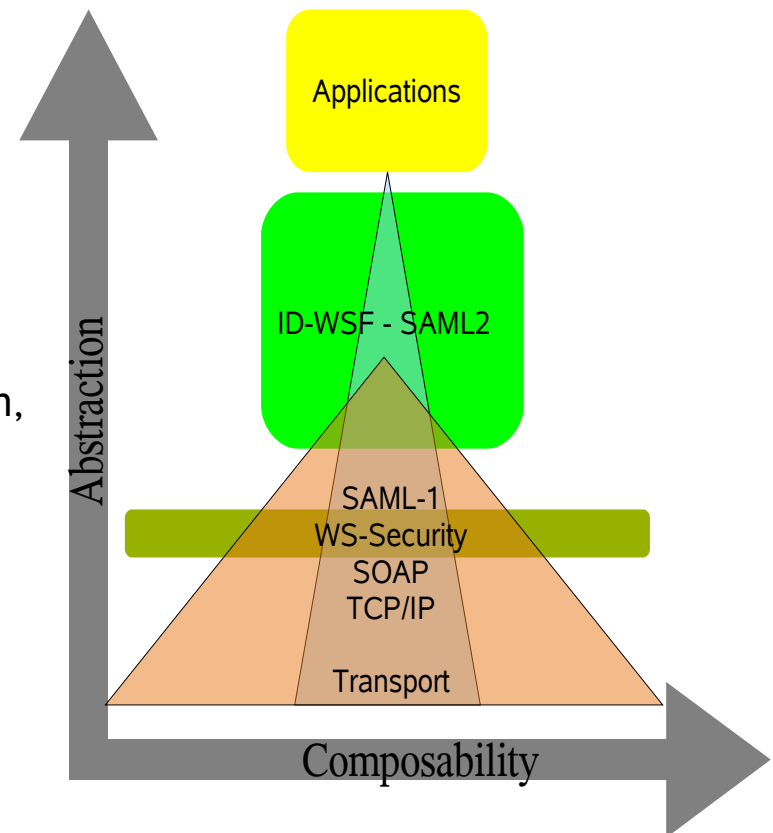 Applications
ID-WSF - SAML2
n,
Abstraction
SAML-1
WS-Security
SOAP
TCP/IP
Transport
Composability